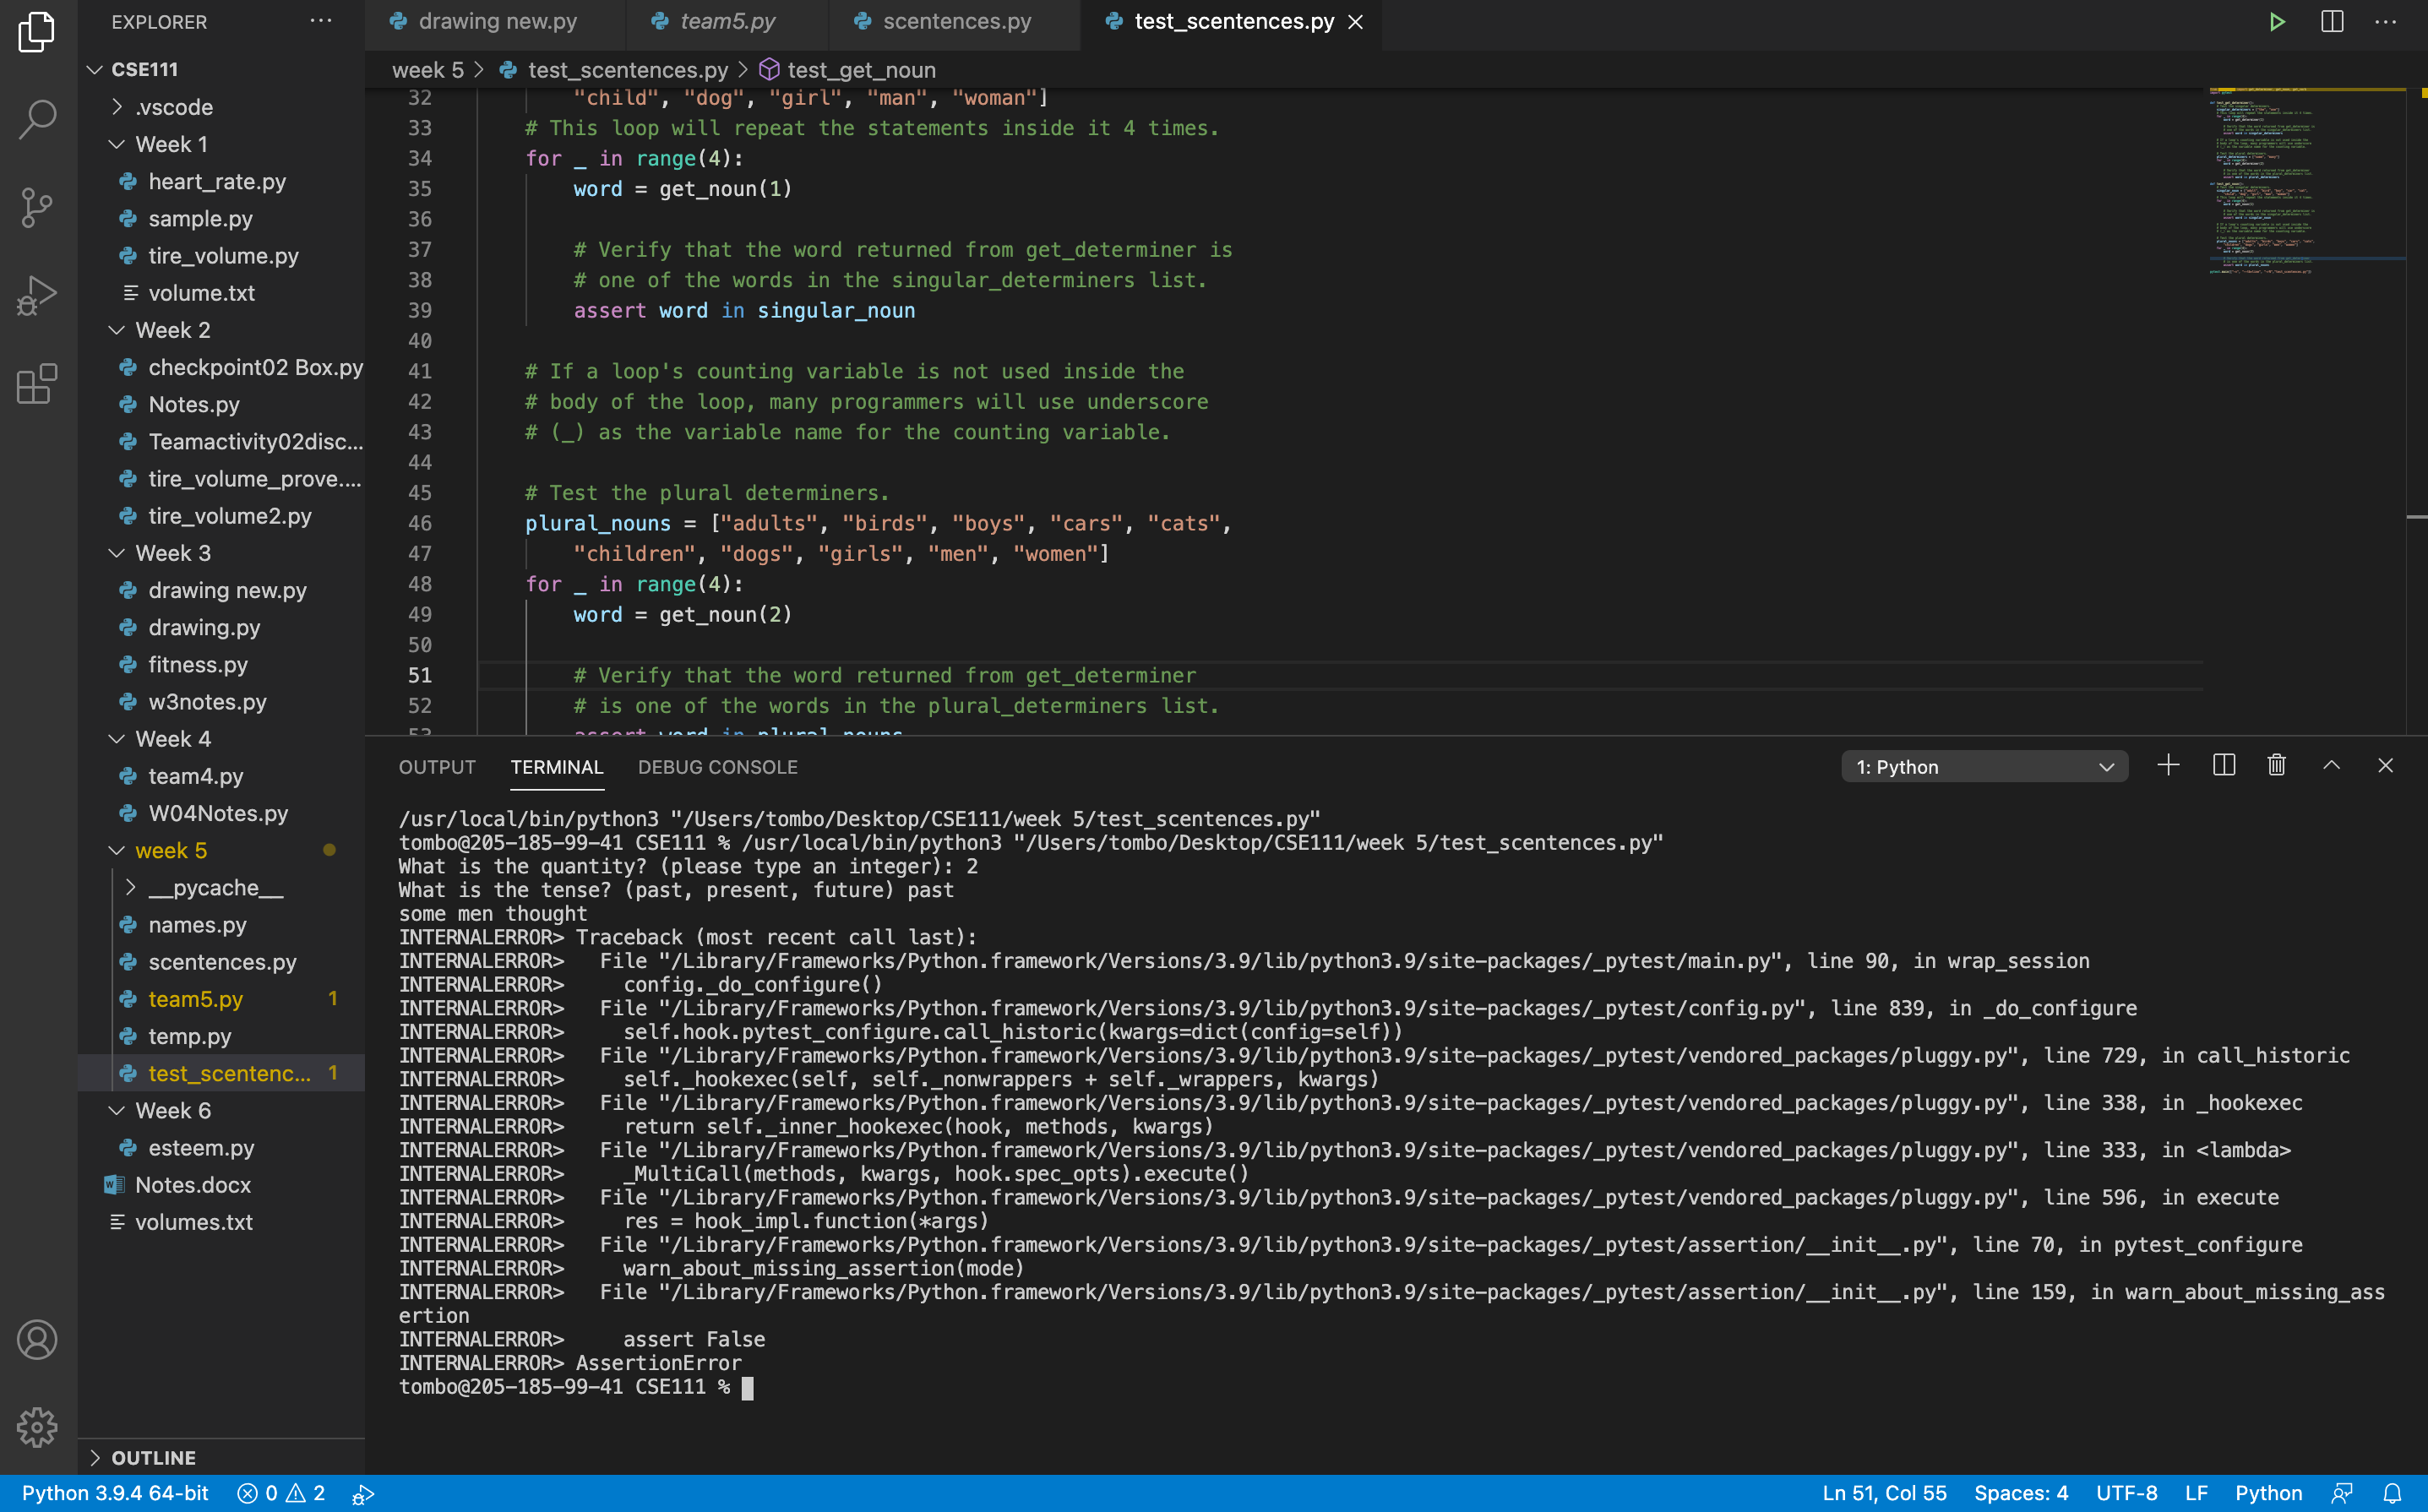 EXPLORER
drawing new.py
team5.py
scentences.py
test_scentences.py
CSE111
week 5 > test_scentences.py > test_get_noun
.vscode
Week 1
heart_rate.py
sample.py
tire_volume.py
volume.txt
Week 2
checkpoint02 Box.py
Notes.py
Teamactivity02disc...
tire_volume_prove....
tire_volume2.py
Week 3
drawing new.py
drawing.py
fitness.py
w3notes.py
Week 4
team4.py
W04Notes.py
week 5
__pycache__
names.py
scentences.py
team5.py 1
temp.py
test_scentenc... 1
Week 6
esteem.py
Notes.docx
volumes.txt
OUTLINE
32 "child", "dog", "girl", "man", "woman"]
33 # This loop will repeat the statements inside it 4 times.
34 for _ in range(4):
35 word = get_noun(1)
36
37 # Verify that the word returned from get_determiner is
38 # one of the words in the singular_determiners list.
39 assert word in singular_noun
40
41 # If a loop's counting variable is not used inside the
42 # body of the loop, many programmers will use underscore
43 # (_) as the variable name for the counting variable.
44
45 # Test the plural determiners.
46 plural_nouns = ["adults", "birds", "boys", "cars", "cats",
47 "children", "dogs", "girls", "men", "women"]
48 for _ in range(4):
49 word = get_noun(2)
50
51 # Verify that the word returned from get_determiner
52 # is one of the words in the plural_determiners list.
53 assert word in plural_nouns
OUTPUT TERMINAL DEBUG CONSOLE
1: Python
/usr/local/bin/python3 "/Users/tombo/Desktop/CSE111/week 5/test_scentences.py"
tombo@205-185-99-41 CSE111 % /usr/local/bin/python3 "/Users/tombo/Desktop/CSE111/week 5/test_scentences.py"
What is the quantity? (please type an integer): 2
What is the tense? (past, present, future) past
some men thought
INTERNALERROR> Traceback (most recent call last):
INTERNALERROR> File "/Library/Frameworks/Python.framework/Versions/3.9/lib/python3.9/site-packages/_pytest/main.py", line 90, in wrap_session
INTERNALERROR> config._do_configure()
INTERNALERROR> File "/Library/Frameworks/Python.framework/Versions/3.9/lib/python3.9/site-packages/_pytest/config.py", line 839, in _do_configure
INTERNALERROR> self.hook.pytest_configure.call_historic(kwargs=dict(config=self))
INTERNALERROR> File "/Library/Frameworks/Python.framework/Versions/3.9/lib/python3.9/site-packages/_pytest/vendored_packages/pluggy.py", line 729, in call_historic
INTERNALERROR> self._hookexec(self, self._nonwrappers + self._wrappers, kwargs)
INTERNALERROR> File "/Library/Frameworks/Python.framework/Versions/3.9/lib/python3.9/site-packages/_pytest/vendored_packages/pluggy.py", line 338, in _hookexec
INTERNALERROR> return self._inner_hookexec(hook, methods, kwargs)
INTERNALERROR> File "/Library/Frameworks/Python.framework/Versions/3.9/lib/python3.9/site-packages/_pytest/vendored_packages/pluggy.py", line 333, in <lambda>
INTERNALERROR> _MultiCall(methods, kwargs, hook.spec_opts).execute()
INTERNALERROR> File "/Library/Frameworks/Python.framework/Versions/3.9/lib/python3.9/site-packages/_pytest/vendored_packages/pluggy.py", line 596, in execute
INTERNALERROR> res = hook_impl.function(*args)
INTERNALERROR> File "/Library/Frameworks/Python.framework/Versions/3.9/lib/python3.9/site-packages/_pytest/assertion/__init__.py", line 70, in pytest_configure
INTERNALERROR> warn_about_missing_assertion(mode)
INTERNALERROR> File "/Library/Frameworks/Python.framework/Versions/3.9/lib/python3.9/site-packages/_pytest/assertion/__init__.py", line 159, in warn_about_missing_ass
ertion
INTERNALERROR> assert False
INTERNALERROR> AssertionError
tombo@205-185-99-41 CSE111 %
Python 3.9.4 64-bit 0 2 Ln 51, Col 55 Spaces: 4 UTF-8 LF Python